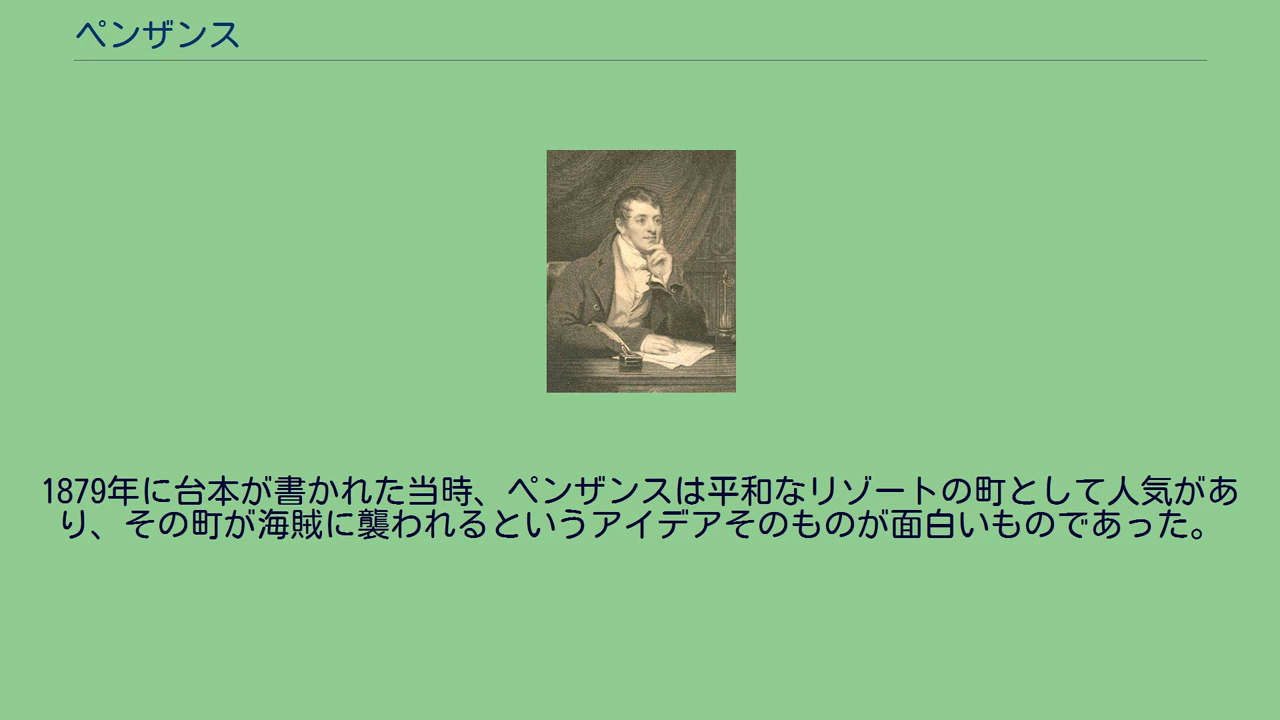 ペンザンス
1879年に台本が書かれた当時、ペンザンスは平和なリゾートの町として人気があ
り、その町が海賊に襲われるというアイデアそのものが面白いものであった。